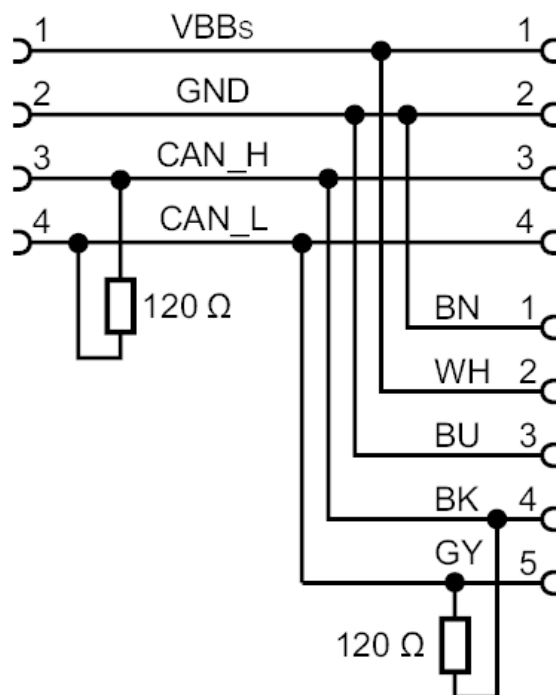 1 VBBs 1
2 GND 2
3 CAN_H 3
4 CAN_L 4
120 Ω
BN 1
WH 2
BU 3
BK 4
GY 5
120 Ω